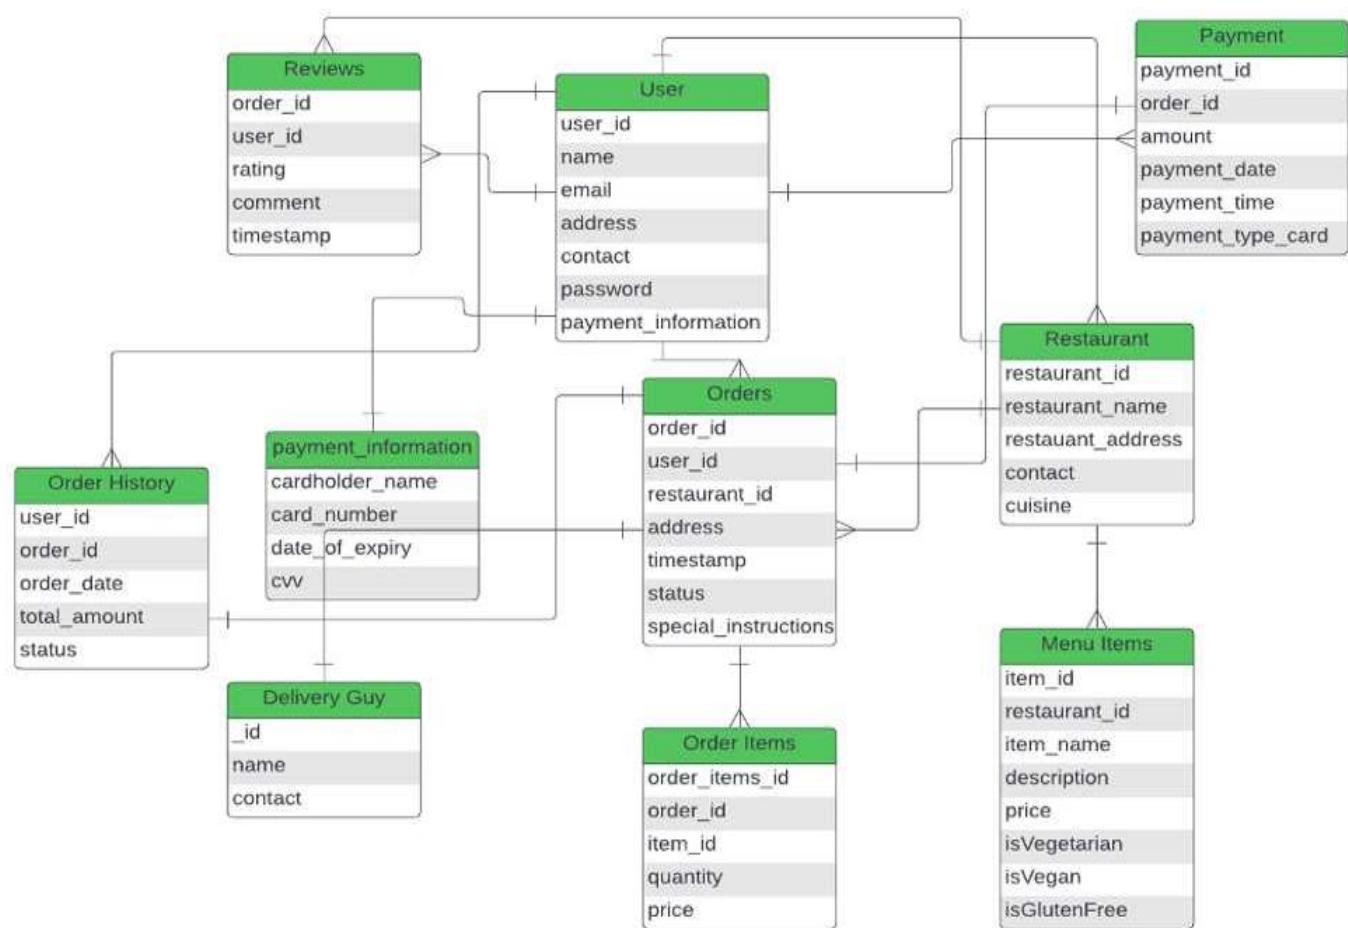 Reviews
order_id
user_id
rating
comment
timestamp
User
user_id
name
email
address
contact
password
payment_information
Payment
payment_id
order_id
amount
payment_date
payment_time
payment_type_card
Restaurant
restaurant_id
restaurant_name
restauant_address
contact
cuisine
Orders
order_id
user_id
restaurant_id
address
timestamp
status
special_instructions
payment_information
cardholder_name
card_number
date_of_expiry
cvv
Order History
user_id
order_id
order_date
total_amount
status
Delivery Guy
_id
name
contact
Order Items
order_items_id
order_id
item_id
quantity
price
Menu Items
item_id
restaurant_id
item_name
description
price
isVegetarian
isVegan
isGlutenFree